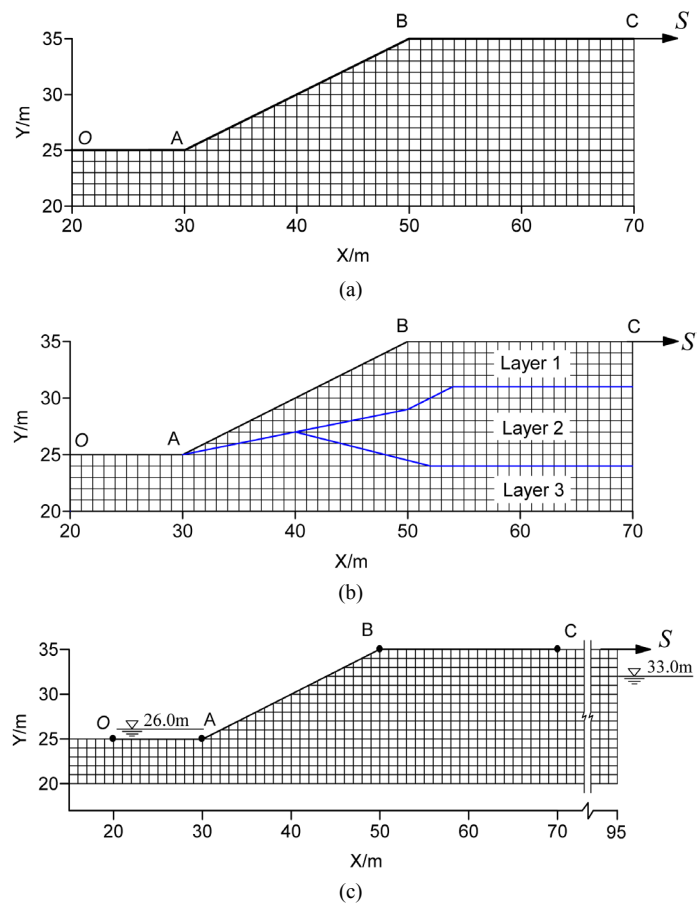 B C S
35
30
Y/m
O A
25
20
20 30 40 50 60 70
X/m
(a)
B C S
35
Layer 1
30
Y/m
Layer 2
O A
25
Layer 3
20
20 30 40 50 60 70
X/m
(b)
B C S
35
33.0m
30
Y/m
O 26.0m A
25
20
20 30 40 50 60 70 95
X/m
(c)